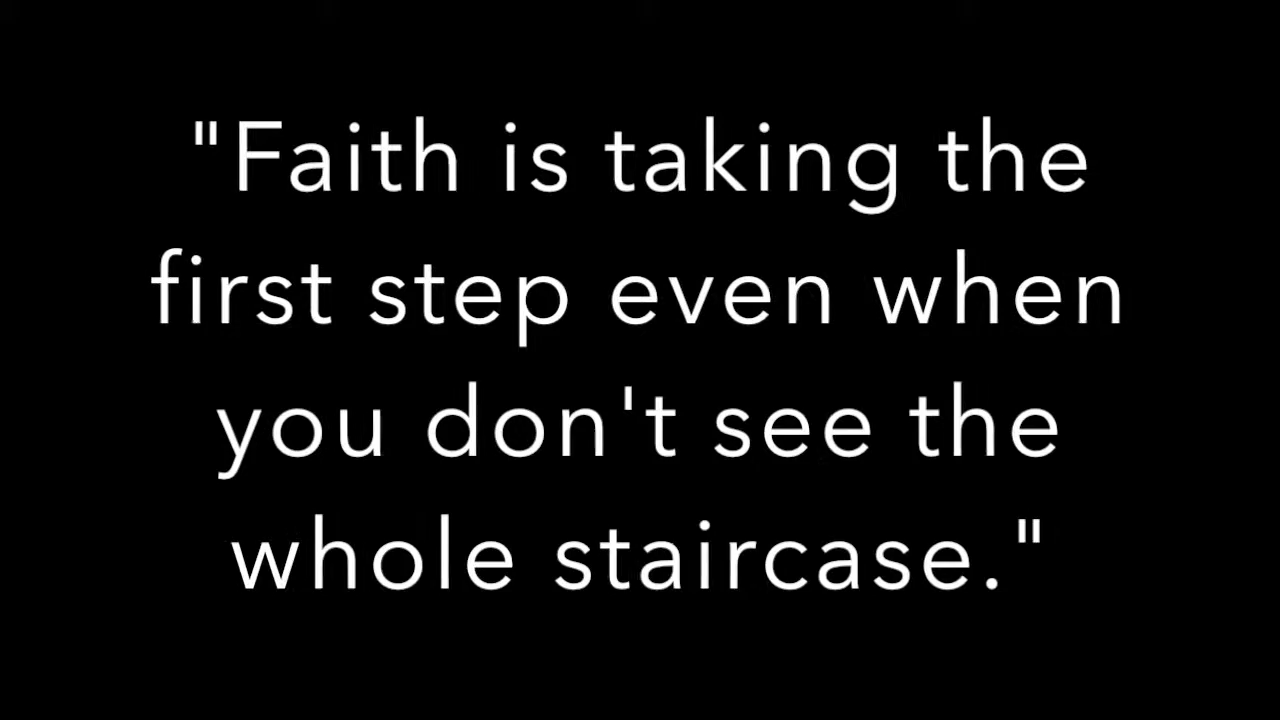 "Faith is taking the
first step even when
you don't see the
whole staircase."